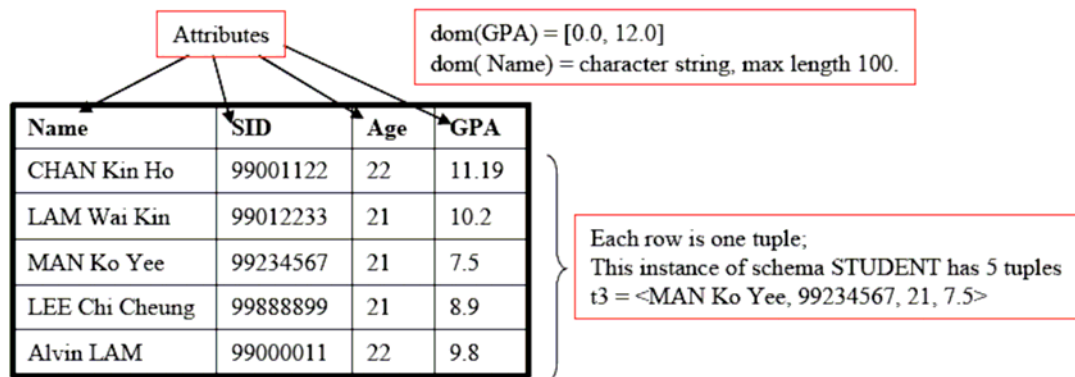 Attributes
dom(GPA) = [0.0, 12.0]
dom( Name) = character string, max length 100.
Name SID Age GPA
CHAN Kin Ho 99001122 22 11.19
LAM Wai Kin 99012233 21 10.2
MAN Ko Yee 99234567 21 7.5
LEE Chi Cheung 99888899 21 8.9
Alvin LAM 99000011 22 9.8
Each row is one tuple;
This instance of schema STUDENT has 5 tuples
t3 = <MAN Ko Yee, 99234567, 21, 7.5>